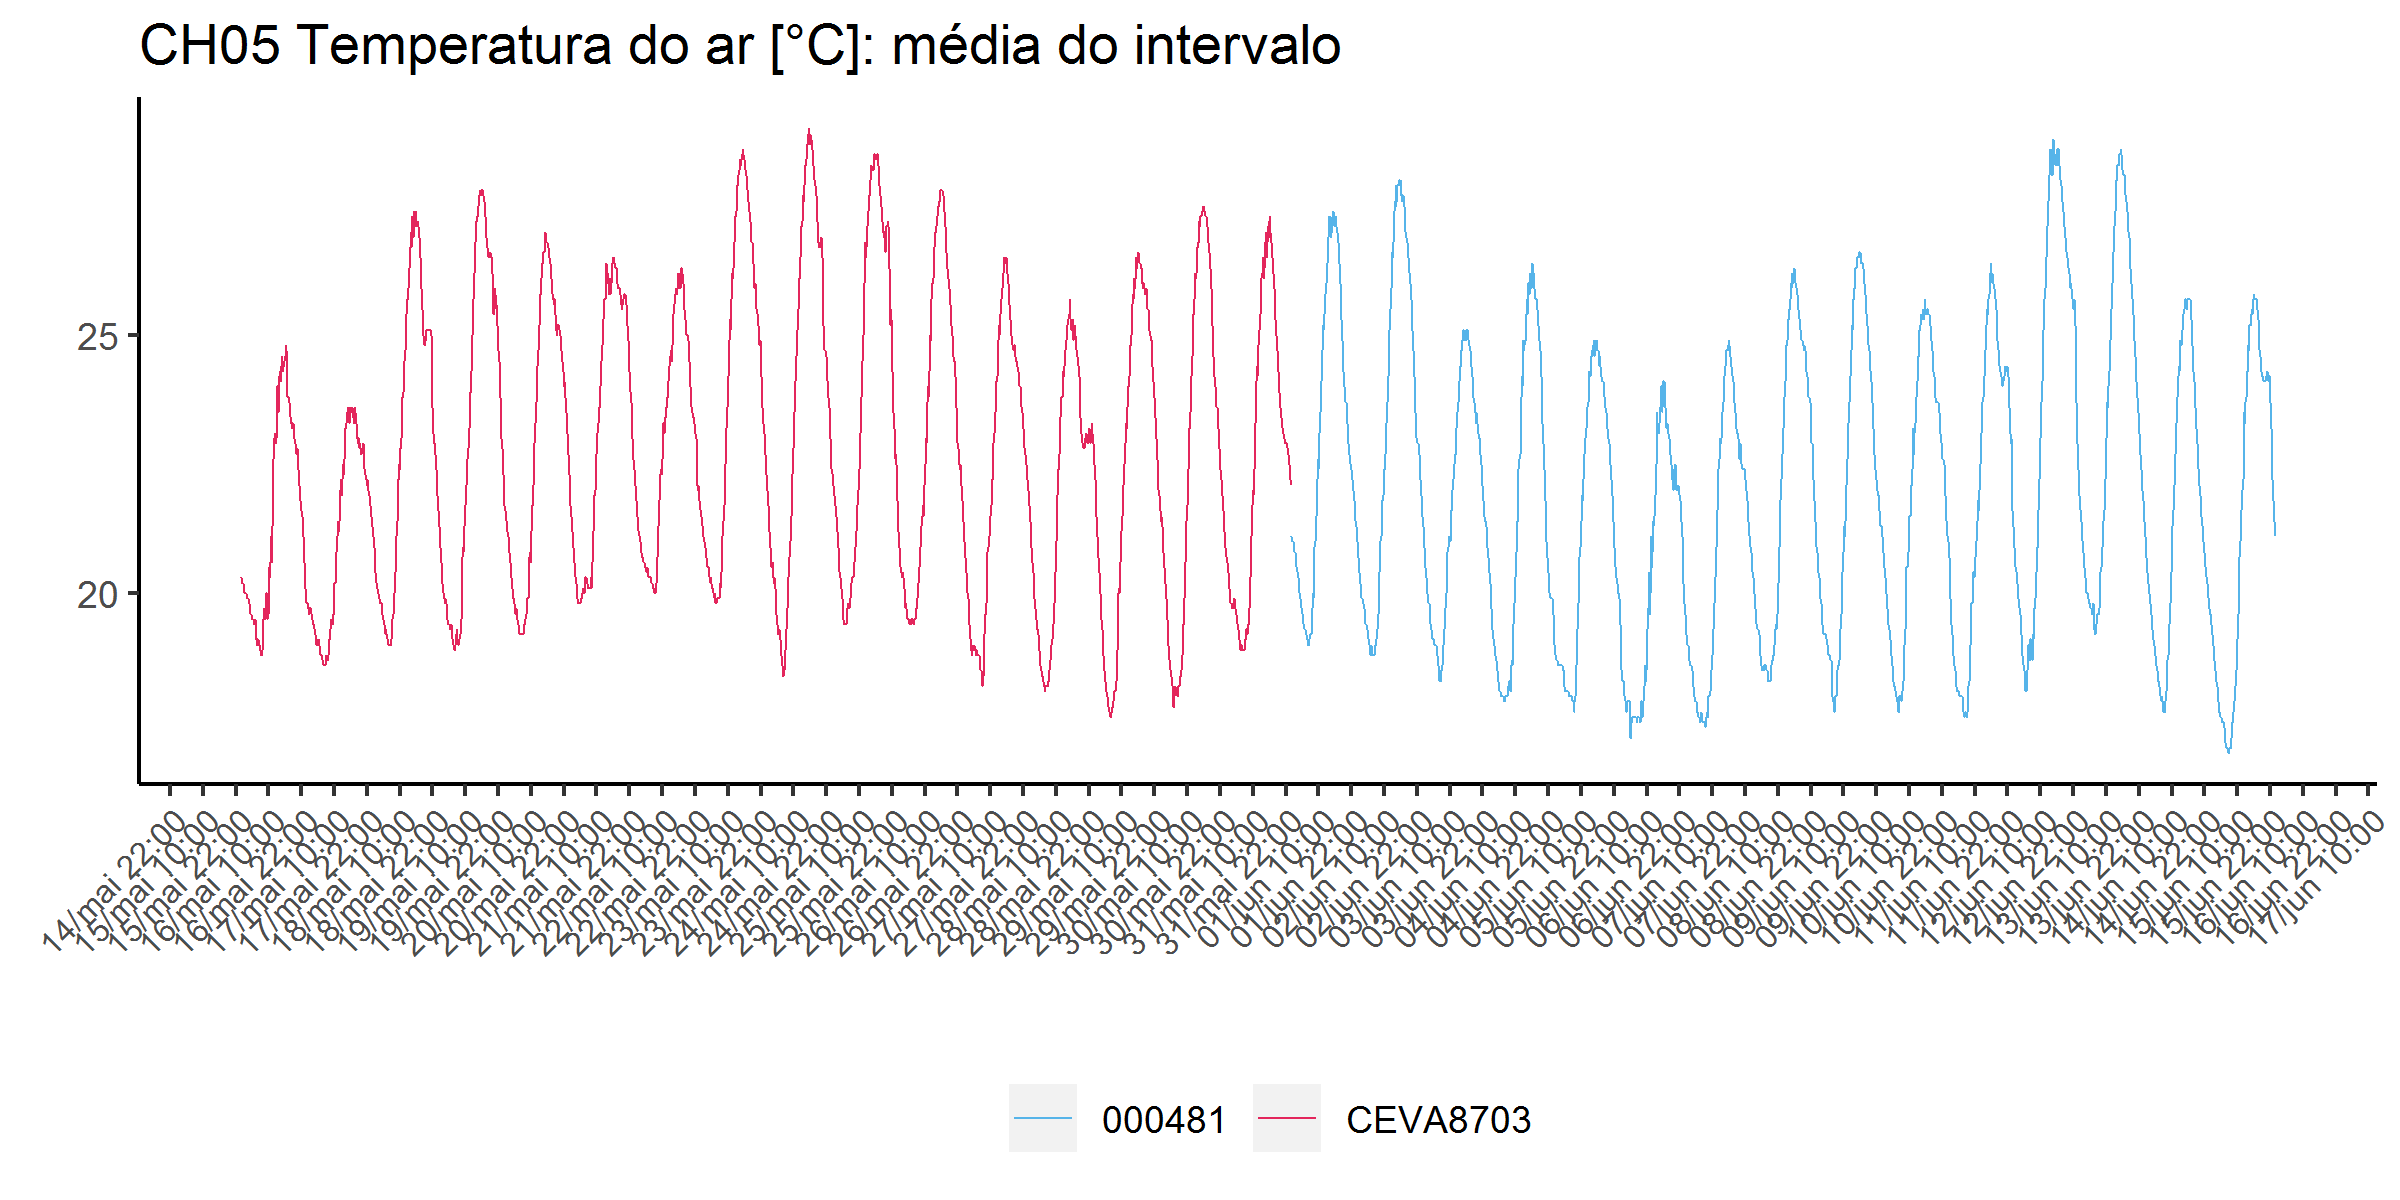 CH05 Temperatura do ar [°C]: média do intervalo
25
20
14/mai 22:00
15/mai 10:00
15/mai 22:00
16/mai 10:00
16/mai 22:00
17/mai 10:00
17/mai 22:00
18/mai 10:00
18/mai 22:00
19/mai 10:00
19/mai 22:00
20/mai 10:00
20/mai 22:00
21/mai 10:00
21/mai 22:00
22/mai 10:00
22/mai 22:00
23/mai 10:00
23/mai 22:00
24/mai 10:00
24/mai 22:00
25/mai 10:00
25/mai 22:00
26/mai 10:00
26/mai 22:00
27/mai 10:00
27/mai 22:00
28/mai 10:00
28/mai 22:00
29/mai 10:00
29/mai 22:00
30/mai 10:00
30/mai 22:00
31/mai 10:00
31/mai 22:00
01/jun 10:00
01/jun 22:00
02/jun 10:00
02/jun 22:00
03/jun 10:00
03/jun 22:00
04/jun 10:00
04/jun 22:00
05/jun 10:00
05/jun 22:00
06/jun 10:00
06/jun 22:00
07/jun 10:00
07/jun 22:00
08/jun 10:00
08/jun 22:00
09/jun 10:00
09/jun 22:00
10/jun 10:00
10/jun 22:00
11/jun 10:00
11/jun 22:00
12/jun 10:00
12/jun 22:00
13/jun 10:00
13/jun 22:00
14/jun 10:00
14/jun 22:00
15/jun 10:00
15/jun 22:00
16/jun 10:00
16/jun 22:00
17/jun 10:00
000481
CEVA8703